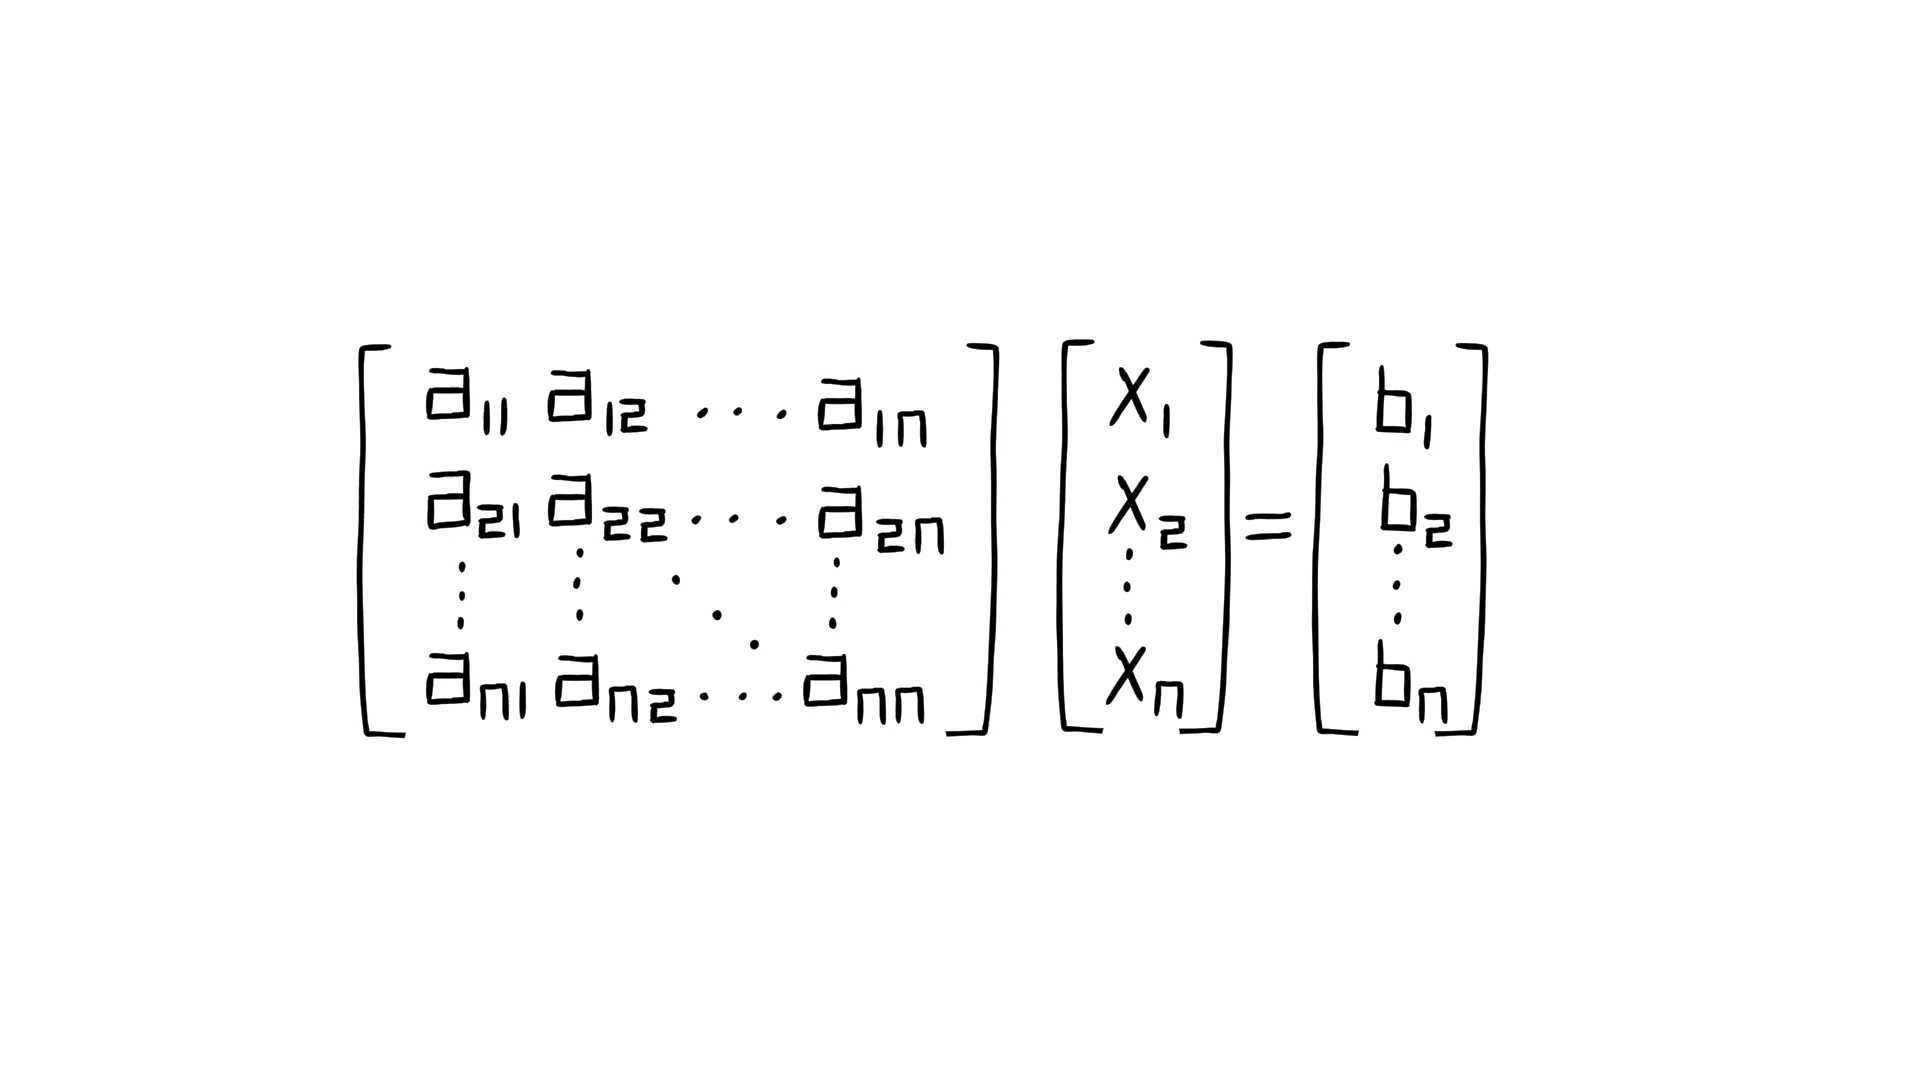 [ a₁₁ a₁₂ ... a₁ₙ ] [ x₁ ] = [ b₁ ]
[ a₂₁ a₂₂ ... a₂ₙ ] [ x₂ ] [ b₂ ]
⋮ ⋮ ⋱ ⋮ ⋮ ⋮
[ aₙ₁ aₙ₂ ... aₙₙ ] [ xₙ ] [ bₙ ]